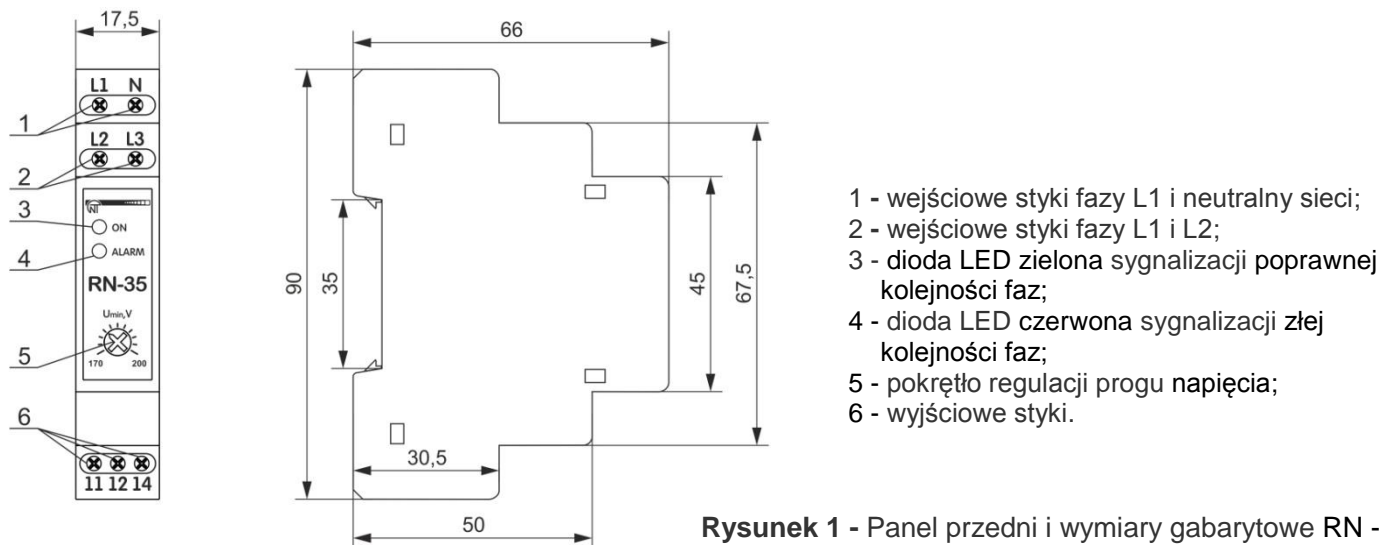 17,5
L1 N
1
L2 L3
2
3
ON
4
ALARM
RN-35
Umin,V
5
170 200
6
11 12 14
66
90
35
45
67,5
30,5
50
1 - wejściowe styki fazy L1 i neutralny sieci;
2 - wejściowe styki fazy L1 i L2;
3 - dioda LED zielona sygnalizacji poprawnej
kolejności faz;
4 - dioda LED czerwona sygnalizacji złej
kolejności faz;
5 - pokrętło regulacji progu napięcia;
6 - wyjściowe styki.
Rysunek 1 - Panel przedni i wymiary gabarytowe RN -